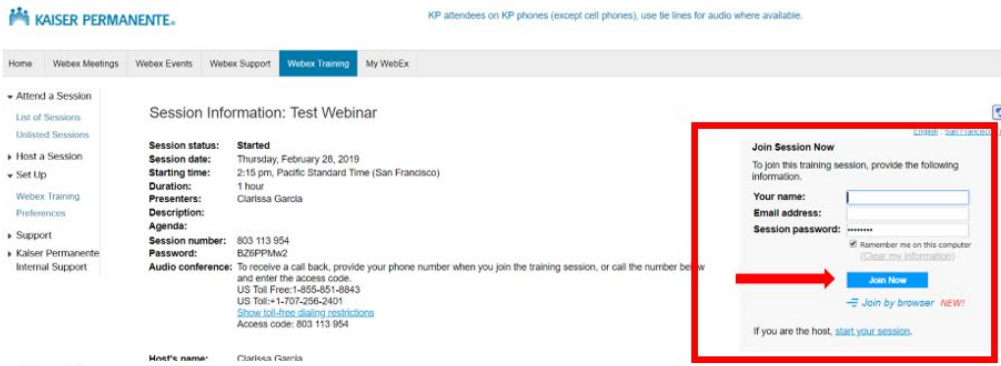 KAISER PERMANENTE®
KP attendees on KP phones (except cell phones), use tie lines for audio where available.
Home Webex Meetings Webex Events Webex Support Webex Training My WebEx
Attend a Session
List of Sessions
Unlisted Sessions
Host a Session
Set Up
Webex Training
Preferences
Support
Kaiser Permanente
Internal Support
Session Information: Test Webinar
Session status: Started
Session date: Thursday, February 28, 2019
Starting time: 2:15 pm, Pacific Standard Time (San Francisco)
Duration: 1 hour
Presenters: Clarissa Garcia
Description:
Agenda:
Session number: 803 113 954
Password: BZ6PPMw2
Audio conference: To receive a call back, provide your phone number when you join the training session, or call the number below
and enter the access code.
US Toll Free:1-855-851-8843
US Toll:+1-707-256-2401
Show toll-free dialing restrictions
Access code: 803 113 954
Host's name: Clarissa Garcia
English San Francisco
Join Session Now
To join this training session, provide the following
information.
Your name:
Email address:
Session password: ••••••••
Remember me on this computer
(Clear my information)
Join Now
Join by browser NEW!
If you are the host, start your session.